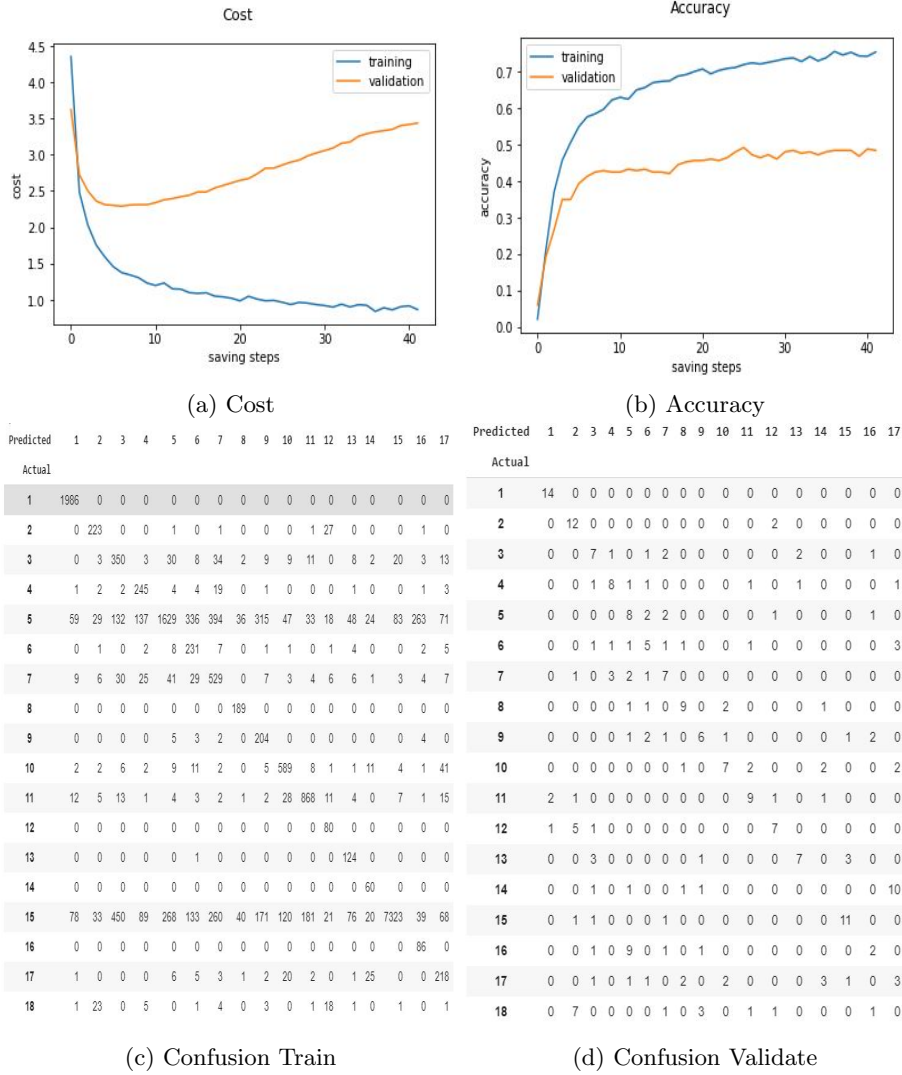 Cost
4.5
4.0
3.5
3.0
2.5
2.0
1.5
1.0
cost
0 10 20 30 40
saving steps
training
validation
(a) Cost
Accuracy
0.7
0.6
0.5
0.4
0.3
0.2
0.1
0.0
accuracy
0 10 20 30 40
saving steps
training
validation
(b) Accuracy
Predicted 1 2 3 4 5 6 7 8 9 10 11 12 13 14 15 16 17
Actual
1 1986 0 0 0 0 0 0 0 0 0 0 0 0 0 0 0 0
2 0 223 0 0 1 0 1 0 0 0 1 27 0 0 0 1 0
3 0 3 350 3 30 8 34 2 9 9 11 0 8 2 20 3 13
4 1 2 2 245 4 4 19 0 1 0 0 0 1 0 0 1 3
5 59 29 132 137 1629 336 394 36 315 47 33 18 48 24 83 263 71
6 0 1 0 2 8 231 7 0 1 1 0 1 4 0 0 2 5
7 9 6 30 25 41 29 529 0 7 3 4 6 6 1 3 4 7
8 0 0 0 0 0 0 0 189 0 0 0 0 0 0 0 0 0
9 0 0 0 0 5 3 2 0 204 0 0 0 0 0 0 4 0
10 2 2 6 2 9 11 2 0 5 589 8 1 1 11 4 1 41
11 12 5 13 1 4 3 2 1 2 28 868 11 4 0 7 1 15
12 0 0 0 0 0 0 0 0 0 0 0 80 0 0 0 0 0
13 0 0 0 0 0 1 0 0 0 0 0 0 124 0 0 0 0
14 0 0 0 0 0 0 0 0 0 0 0 0 0 60 0 0 0
15 78 33 450 89 268 133 260 40 171 120 181 21 76 20 7323 39 68
16 0 0 0 0 0 0 0 0 0 0 0 0 0 0 0 86 0
17 1 0 0 0 6 5 3 1 2 20 2 0 1 25 0 0 218
18 1 23 0 5 0 1 4 0 3 0 1 18 1 0 1 0 1
(c) Confusion Train
Predicted 1 2 3 4 5 6 7 8 9 10 11 12 13 14 15 16 17
Actual
1 14 0 0 0 0 0 0 0 0 0 0 0 0 0 0 0 0
2 0 12 0 0 0 0 0 0 0 0 0 2 0 0 0 0 0
3 0 0 7 1 0 1 2 0 0 0 0 0 2 0 0 1 0
4 0 0 1 8 1 1 0 0 0 0 1 0 1 0 0 0 1
5 0 0 0 0 8 2 2 0 0 0 0 1 0 0 0 1 0
6 0 0 1 1 1 5 1 1 0 0 1 0 0 0 0 0 3
7 0 1 0 3 2 1 7 0 0 0 0 0 0 0 0 0 0
8 0 0 0 0 1 1 0 9 0 2 0 0 0 1 0 0 0
9 0 0 0 0 1 2 1 0 6 1 0 0 0 0 1 2 0
10 0 0 0 0 0 0 0 1 0 7 2 0 0 2 0 0 2
11 2 1 0 0 0 0 0 0 0 0 9 1 0 1 0 0 0
12 1 5 1 0 0 0 0 0 0 0 0 7 0 0 0 0 0
13 0 0 3 0 0 0 0 0 1 0 0 0 7 0 3 0 0
14 0 0 1 0 1 0 0 1 1 0 0 0 0 0 0 0 10
15 0 1 1 0 0 0 1 0 0 0 0 0 0 0 11 0 0
16 0 0 1 0 9 0 1 0 1 0 0 0 0 0 0 2 0
17 0 0 1 0 1 1 0 2 0 2 0 0 0 3 1 0 3
18 0 7 0 0 0 0 1 0 3 0 1 1 0 0 0 1 0
(d) Confusion Validate